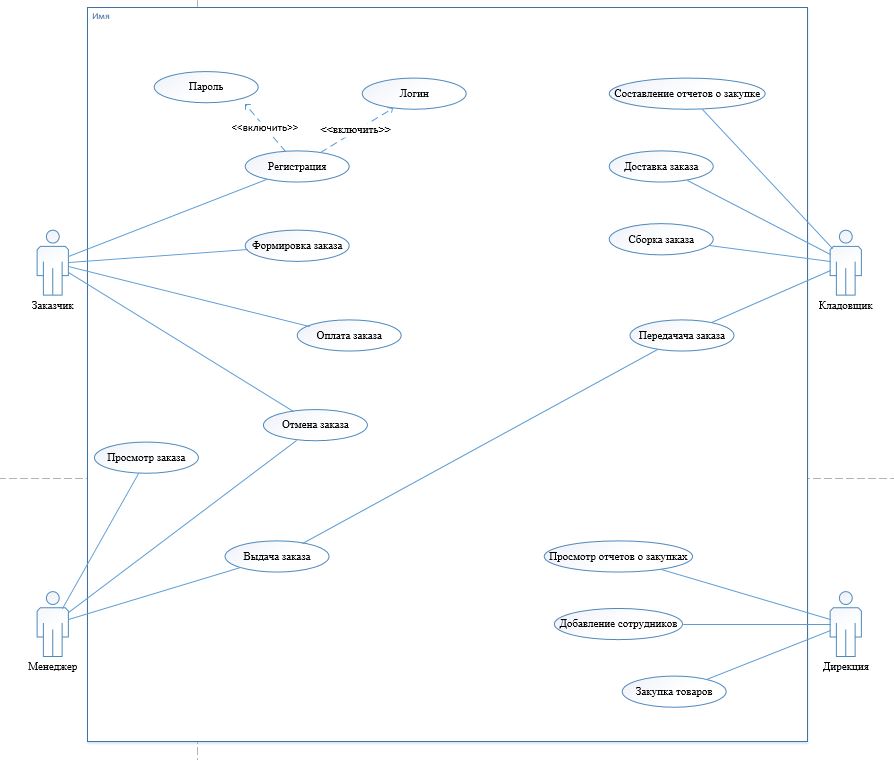 Имя
Пароль
Логин
Составление отчетов о закупке
<<включить>>
<<включить>>
Регистрация
Доставка заказа
Сборка заказа
Формировка заказа
Заказчик
Кладовщик
Оплата заказа
Передачача заказа
Отмена заказа
Просмотр заказа
Выдача заказа
Просмотр отчетов о закупках
Добавление сотрудников
Менеджер
Дирекция
Закупка товаров